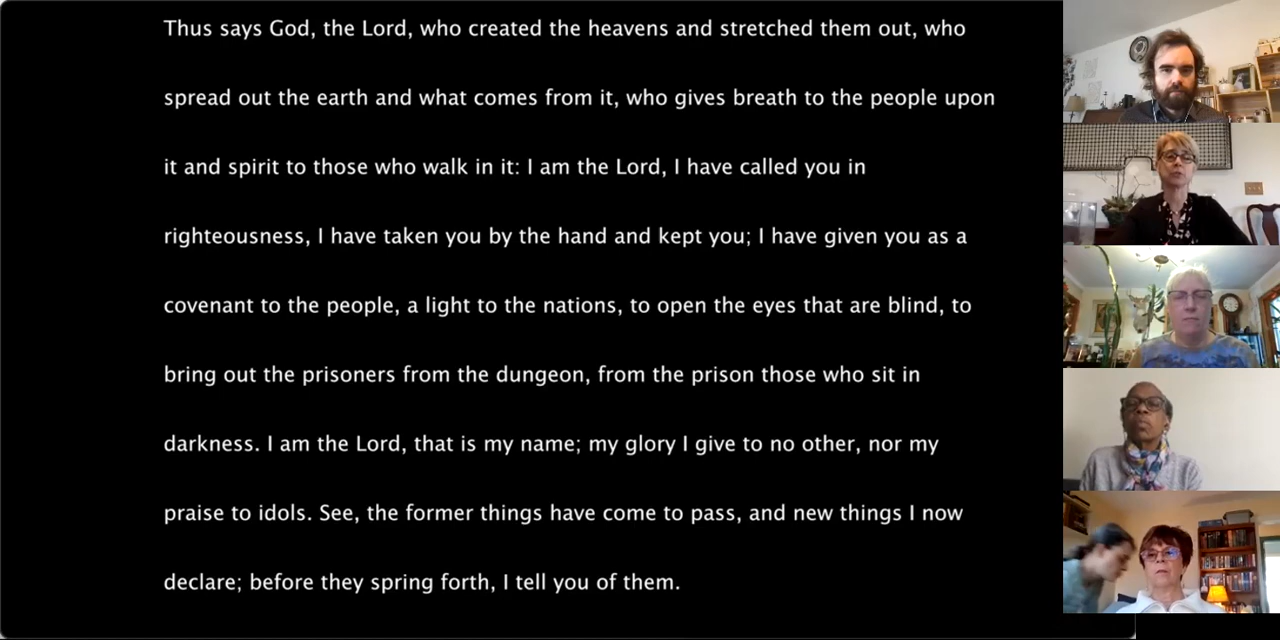 Thus says God, the Lord, who created the heavens and stretched them out, who
spread out the earth and what comes from it, who gives breath to the people upon
it and spirit to those who walk in it: I am the Lord, I have called you in
righteousness, I have taken you by the hand and kept you; I have given you as a
covenant to the people, a light to the nations, to open the eyes that are blind, to
bring out the prisoners from the dungeon, from the prison those who sit in
darkness. I am the Lord, that is my name; my glory I give to no other, nor my
praise to idols. See, the former things have come to pass, and new things I now
declare; before they spring forth, I tell you of them.